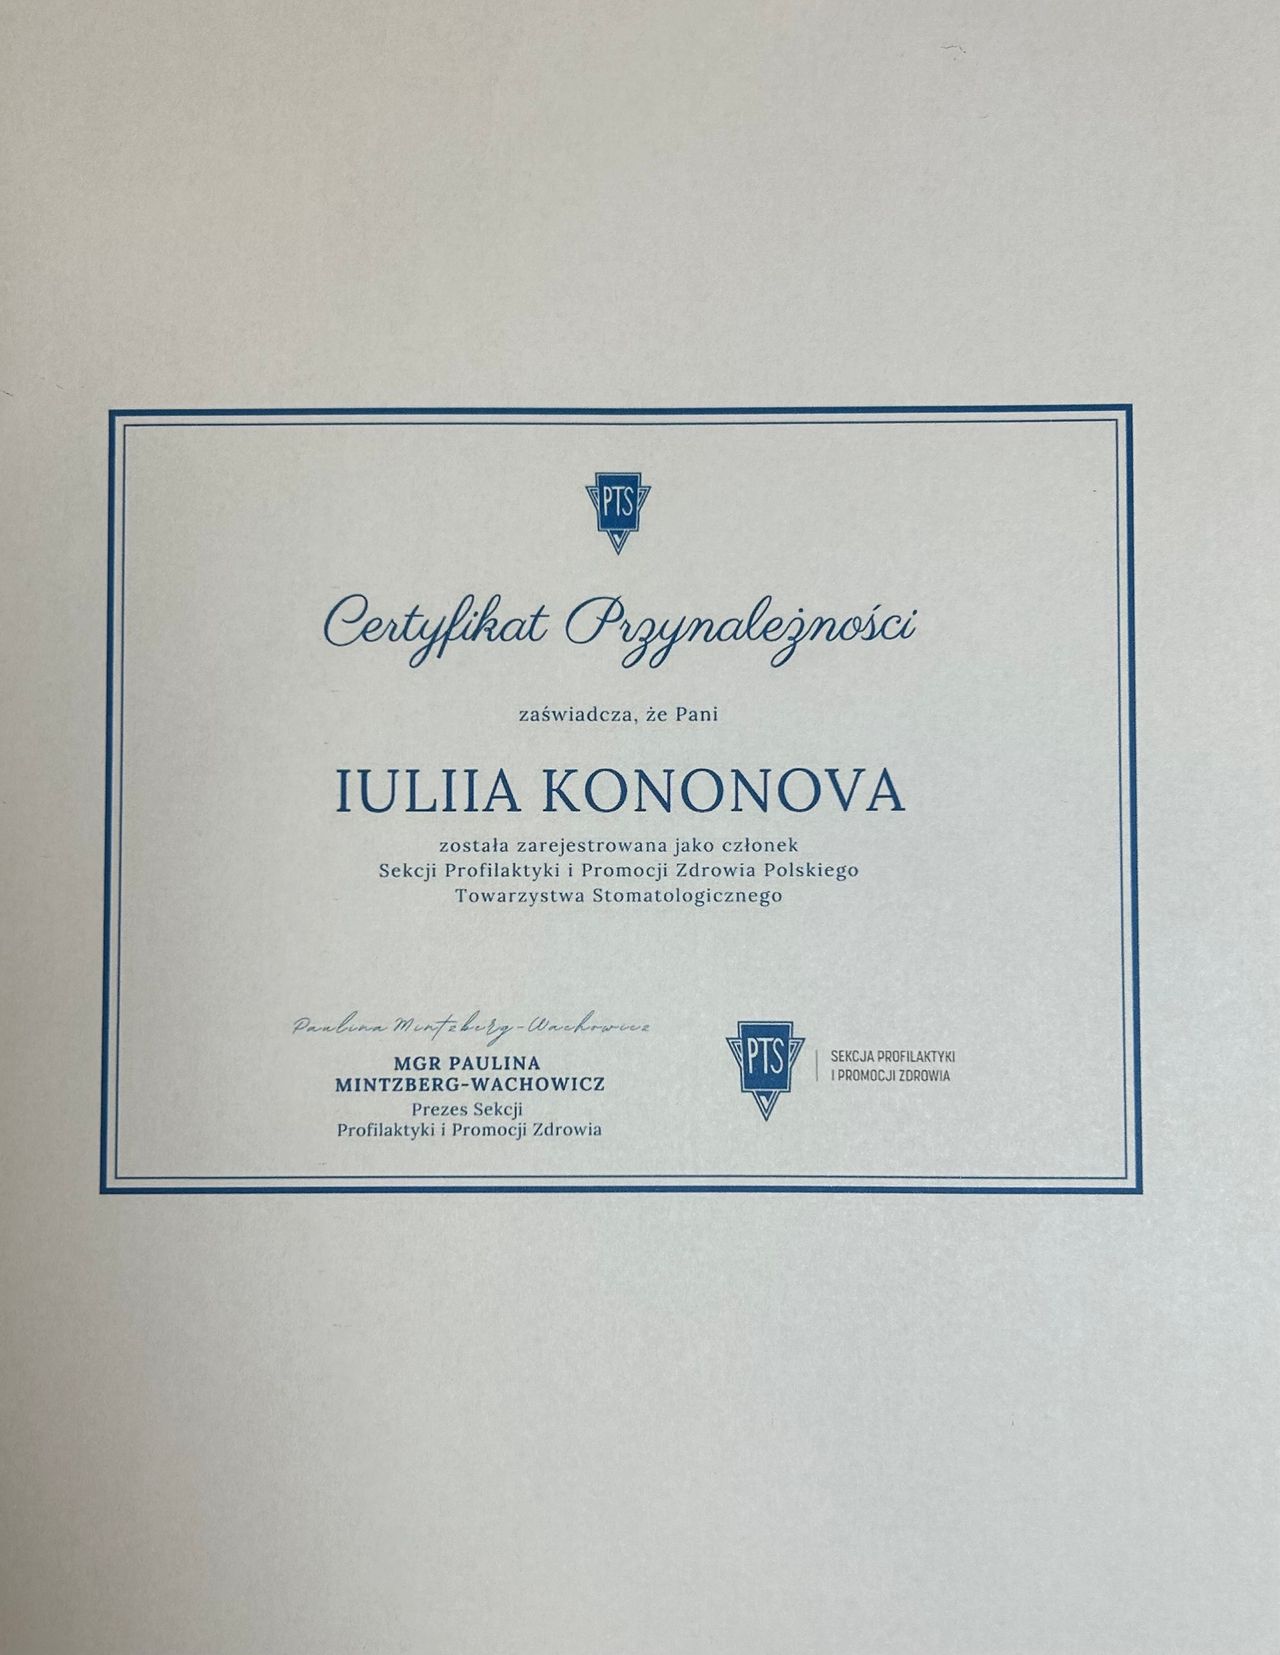 PTS
Certyfikat Przynależności
zaświadcza, że Pani
IULIIA KONONOVA
została zarejestrowana jako członek
Sekcji Profilaktyki i Promocji Zdrowia Polskiego
Towarzystwa Stomatologicznego
Paulina Mintzberg-Wachowicz
MGR PAULINA
MINTZBERG-WACHOWICZ
Prezes Sekcji
Profilaktyki i Promocji Zdrowia
PTS
SEKCJA PROFILAKTYKI
I PROMOCJI ZDROWIA